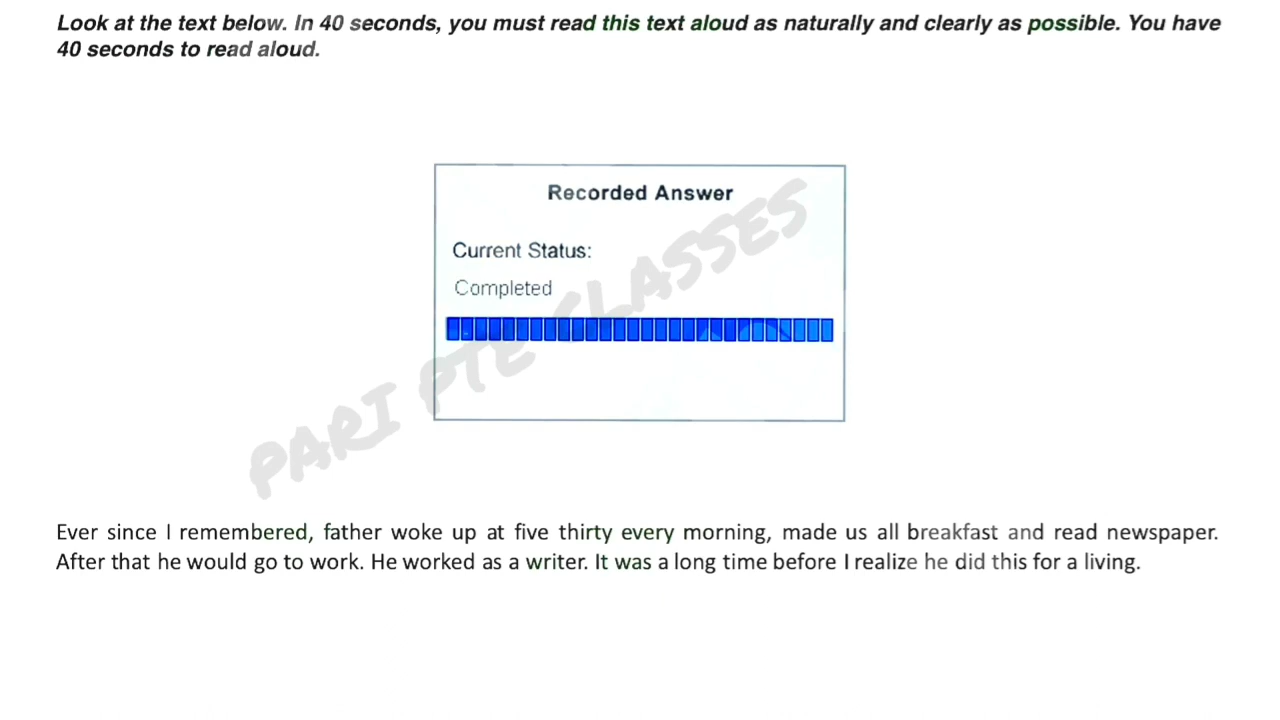 Look at the text below. In 40 seconds, you must read this text aloud as naturally and clearly as possible. You have
40 seconds to read aloud.
Recorded Answer
Current Status:
Completed
PARI PTE CLASSES
Ever since I remembered, father woke up at five thirty every morning, made us all breakfast and read newspaper.
After that he would go to work. He worked as a writer. It was a long time before I realize he did this for a living.